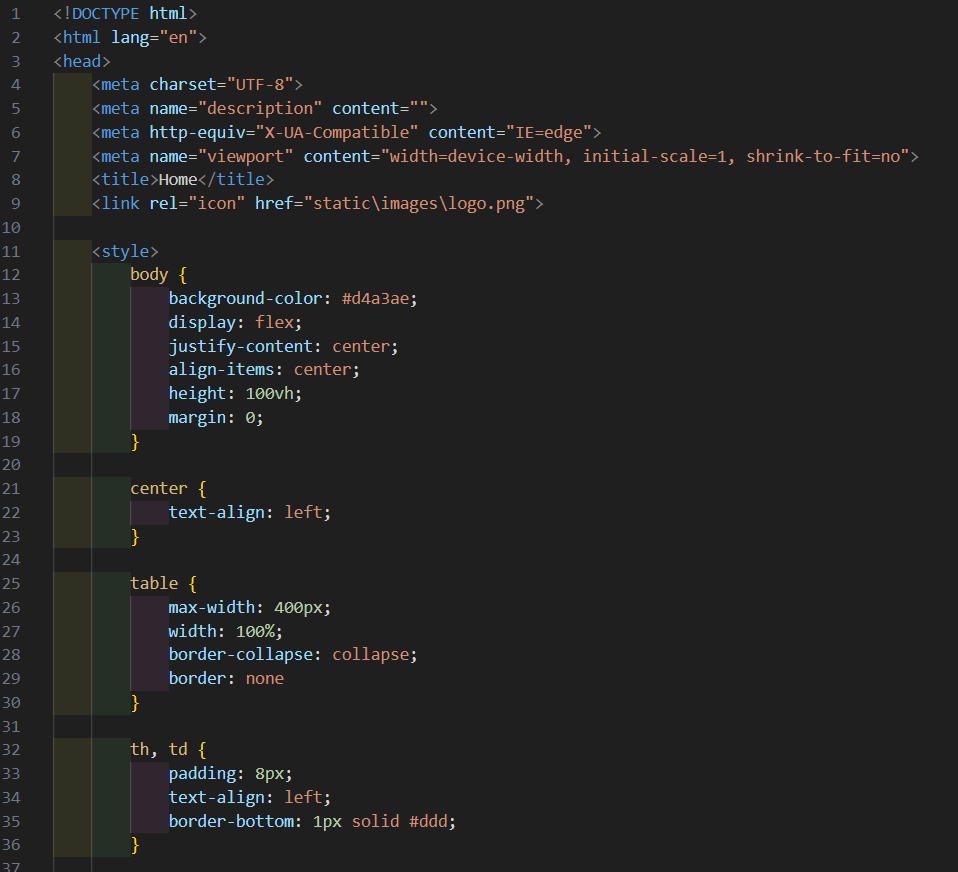 1 <!DOCTYPE html>
2 <html lang="en">
3 <head>
4     <meta charset="UTF-8">
5     <meta name="description" content="">
6     <meta http-equiv="X-UA-Compatible" content="IE=edge">
7     <meta name="viewport" content="width=device-width, initial-scale=1, shrink-to-fit=no">
8     <title>Home</title>
9     <link rel="icon" href="static\images\logo.png">
10
11     <style>
12         body {
13             background-color: #d4a3ae;
14             display: flex;
15             justify-content: center;
16             align-items: center;
17             height: 100vh;
18             margin: 0;
19         }
20
21         center {
22             text-align: left;
23         }
24
25         table {
26             max-width: 400px;
27             width: 100%;
28             border-collapse: collapse;
29             border: none
30         }
31
32         th, td {
33             padding: 8px;
34             text-align: left;
35             border-bottom: 1px solid #ddd;
36         }
37